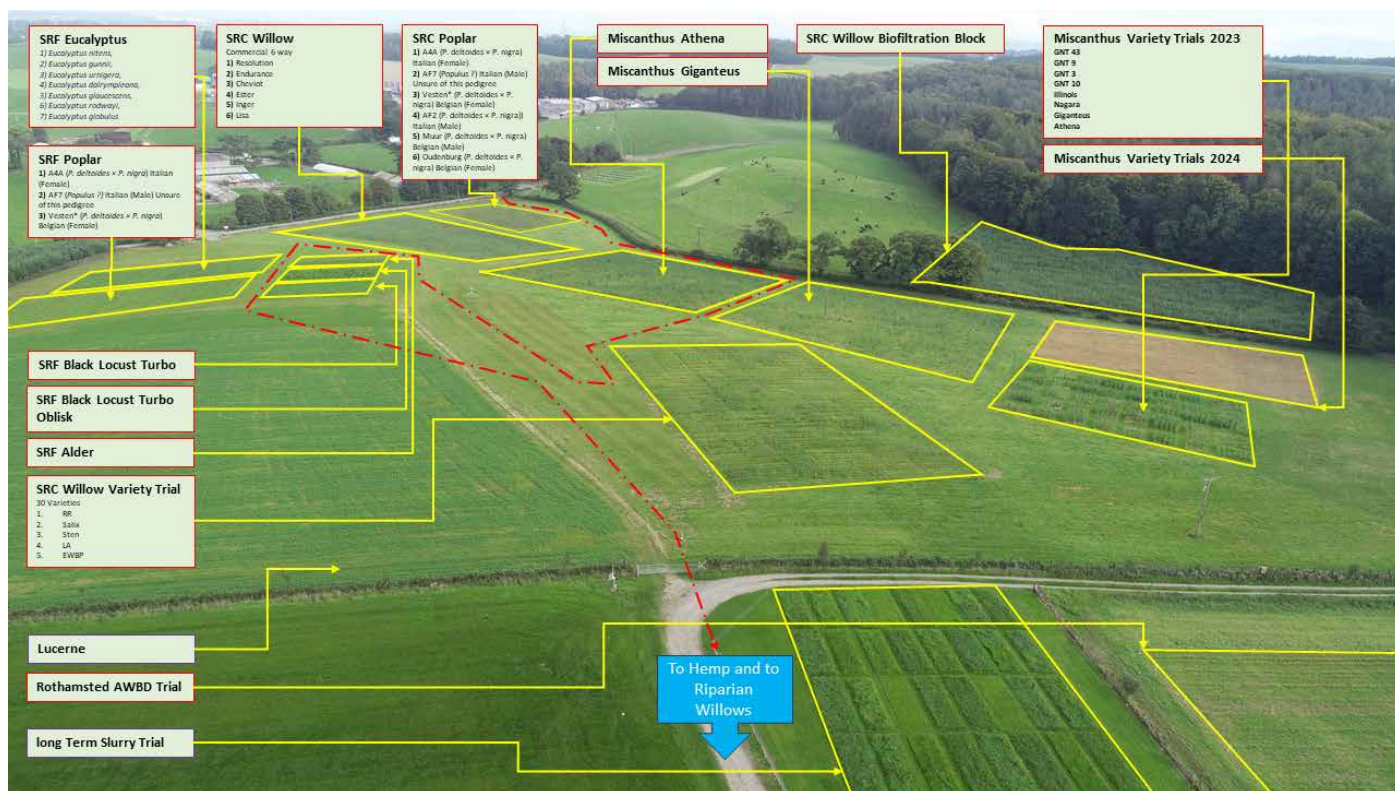 SRF Eucalyptus
1) Eucalyptus nitens,
2) Eucalyptus gunnii,
3) Eucalyptus urnigera,
4) Eucalyptus dalrympleana,
5) Eucalyptus glaucescens,
6) Eucalyptus rodwayi,
7) Eucalyptus globulus
SRC Willow
Commercial 6-way
1) Resolution
2) Endurance
3) Cheviot
4) Ester
5) Inger
6) Lisa
SRC Poplar
1) A4A (P. deltoides × P. nigra)
Italian (Female)
2) AF7 (Populus ?) Italian (Male)
Unsure of this pedigree
3) Vesten* (P. deltoides × P.
nigra) Belgian (Female)
4) AF2 (P. deltoides × P. nigra))
Italian (Male)
5) Muur (P. deltoides × P. nigra)
Belgian (Male)
6) Oudenburg (P. deltoides × P.
nigra) Belgian (Female)
Miscanthus Athena
Miscanthus Giganteus
SRC Willow Biofiltration Block
Miscanthus Variety Trials 2023
GNT 43
GNT 9
GNT 3
GNT 10
Illinois
Nagara
Giganteus
Athena
Miscanthus Variety Trials 2024
SRF Poplar
1) A4A (P. deltoides × P. nigra) Italian
(Female)
2) AF7 (Populus ?) Italian (Male) Unsure
of this pedigree
3) Vesten* (P. deltoides × P. nigra)
Belgian (Female)
SRF Black Locust Turbo
SRF Black Locust Turbo
Oblisk
SRF Alder
SRC Willow Variety Trial
30 Varieties
1. RR
2. Salix
3. Sten
4. LA
5. EWBP
Lucerne
Rothamsted AWBD Trial
long Term Slurry Trial
To Hemp and to
Riparian
Willows